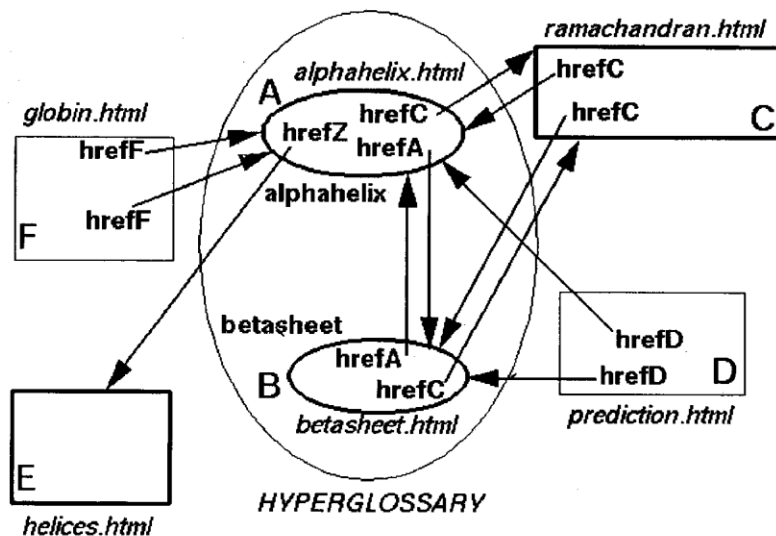 ramachandran.html
alphahelix.html
A
hrefC
hrefC
globin.html
hrefC
hrefZ
hrefA
C
hrefF
alphahelix
hrefF
F
betasheet
hrefA
hrefD
B
hrefC
hrefD
D
betasheet.html
prediction.html
E
HYPERGLOSSARY
helices.html